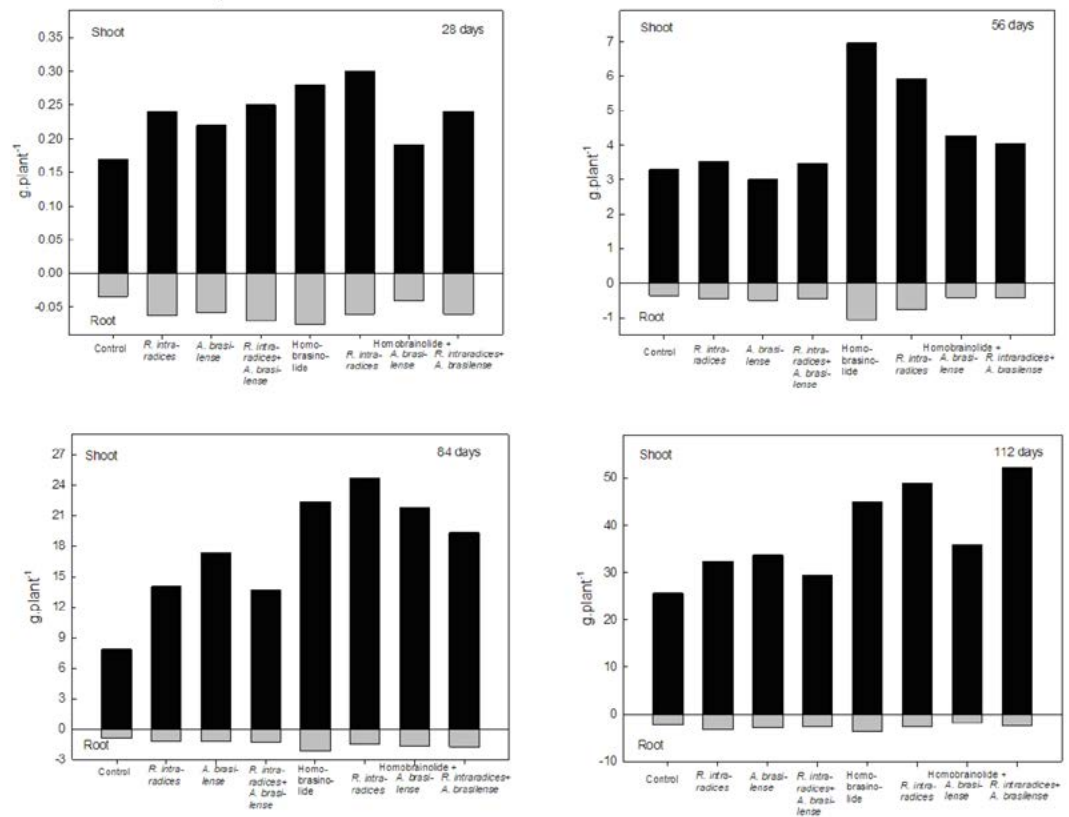 Shoot
28 days
0.35
0.30
0.25
0.20
0.15
0.10
0.05
0.00
-0.05
g.plant-1
Root
Control
R. intra-
radices
A. brasi-
lense
R. intra-
radices+
A. brasi-
lense
Homo-
brasino-
lide
Homobrainolide +
R. intra-
radices
A. brasi-
lense
R. intraradices+
A. brasilense
Shoot
56 days
7
6
5
4
3
2
1
0
-1
g.plant-1
Root
Control
R. intra-
radices
A. brasi-
lense
R. intra-
radices+
A. brasi-
lense
Homo-
brasino-
lide
Homobrainolide +
R. intra-
radices
A. brasi-
lense
R. intraradices+
A. brasilense
Shoot
84 days
27
24
21
18
15
12
9
6
3
0
-3
g.plant-1
Root
Control
R. intra-
radices
A. brasi-
lense
R. intra-
radices+
A. brasi-
lense
Homo-
brasino-
lide
Homobrainolide +
R. intra-
radices
A. brasi-
lense
R. intraradices+
A. brasilense
Shoot
112 days
50
40
30
20
10
0
-10
g.plant-1
Root
Control
R. intra-
radices
A. brasi-
lense
R. intra-
radices+
A. brasi-
lense
Homo-
brasino-
lide
Homobrainolide +
R. intra-
radices
A. brasi-
lense
R. intraradices+
A. brasilense